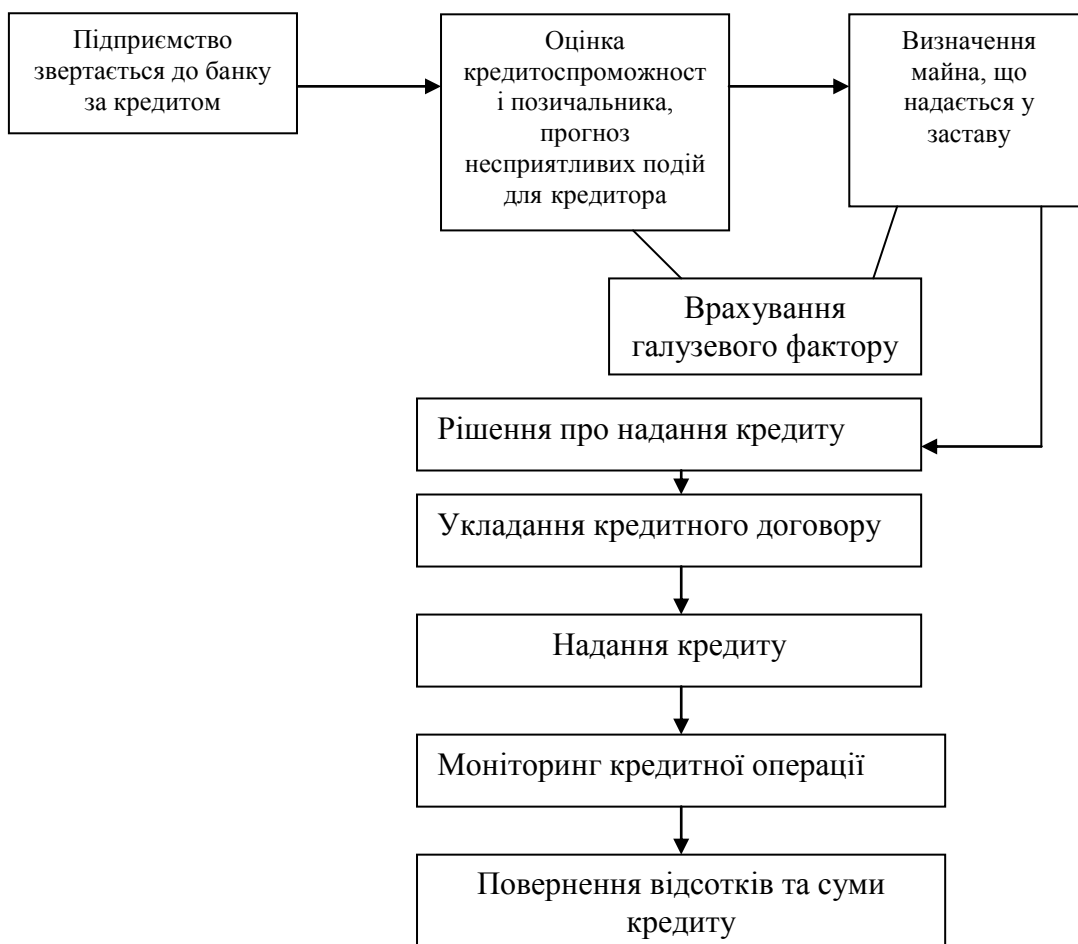 Підприємство
звертається до банку
за кредитом
Оцінка
кредитоспроможност
і позичальника,
прогноз
несприятливих подій
для кредитора
Визначення
майна, що
надається у
заставу
Врахування
галузевого фактору
Рішення про надання кредиту
Укладання кредитного договору
Надання кредиту
Моніторинг кредитної операції
Повернення відсотків та суми
кредиту